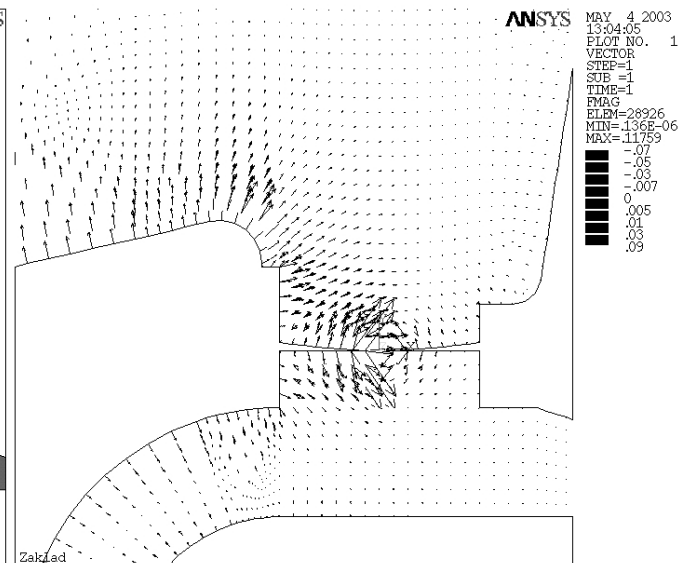 ANSYS
MAY 4 2003
13:04:05
PLOT NO. 1
VECTOR
STEP=1
SUB =1
TIME=1
FMAG
ELEM=28926
MIN=.136E-06
MAX=.11759
-.07
-.05
-.03
-.007
0
.005
.01
.03
.09
Zaklad